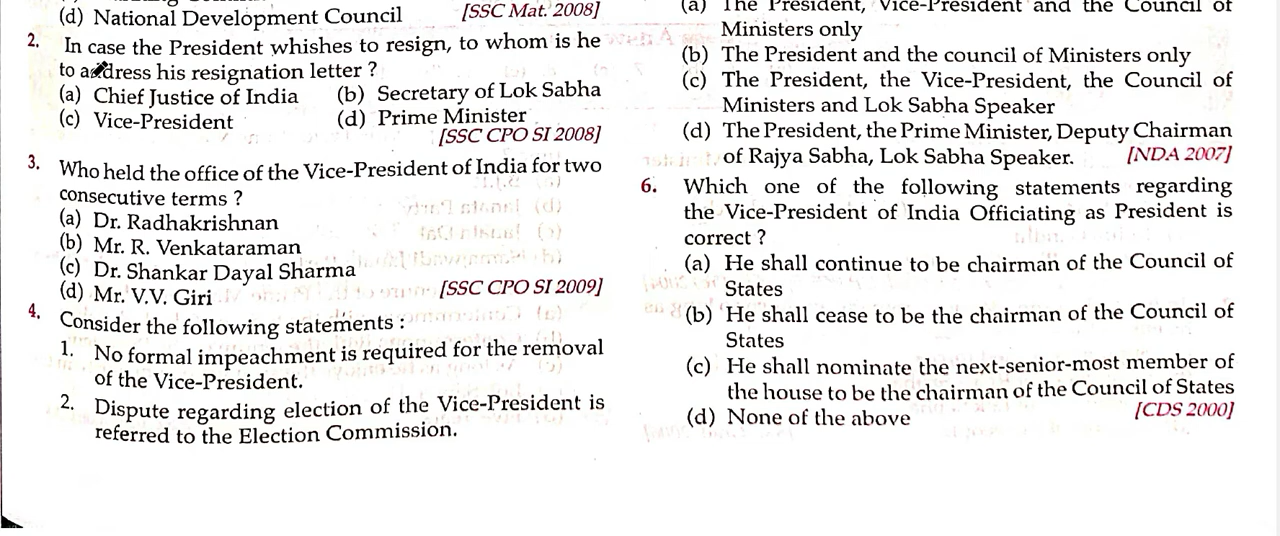 (d) National Development Council [SSC Mat. 2008]
2. In case the President whishes to resign, to whom is he
to address his resignation letter ?
(a) Chief Justice of India (b) Secretary of Lok Sabha
(c) Vice-President (d) Prime Minister
[SSC CPO SI 2008]
3. Who held the office of the Vice-President of India for two
consecutive terms ?
(a) Dr. Radhakrishnan
(b) Mr. R. Venkataraman
(c) Dr. Shankar Dayal Sharma
(d) Mr. V.V. Giri [SSC CPO SI 2009]
4. Consider the following statements :
1. No formal impeachment is required for the removal
of the Vice-President.
2. Dispute regarding election of the Vice-President is
referred to the Election Commission.
(a) The President, Vice-President and the Council of
Ministers only
(b) The President and the council of Ministers only
(c) The President, the Vice-President, the Council of
Ministers and Lok Sabha Speaker
(d) The President, the Prime Minister, Deputy Chairman
of Rajya Sabha, Lok Sabha Speaker. [NDA 2007]
6. Which one of the following statements regarding
the Vice-President of India Officiating as President is
correct ?
(a) He shall continue to be chairman of the Council of
States
(b) He shall cease to be the chairman of the Council of
States
(c) He shall nominate the next-senior-most member of
the house to be the chairman of the Council of States
(d) None of the above [CDS 2000]